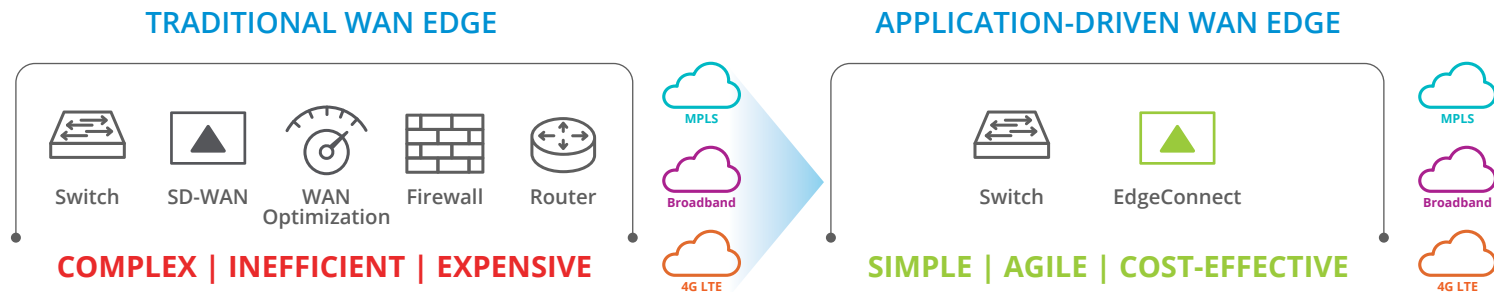 TRADITIONAL WAN EDGE
Switch
SD-WAN
WAN
Optimization
Firewall
Router
COMPLEX | INEFFICIENT | EXPENSIVE
MPLS
Broadband
4G LTE
APPLICATION-DRIVEN WAN EDGE
Switch
EdgeConnect
SIMPLE | AGILE | COST-EFFECTIVE
MPLS
Broadband
4G LTE